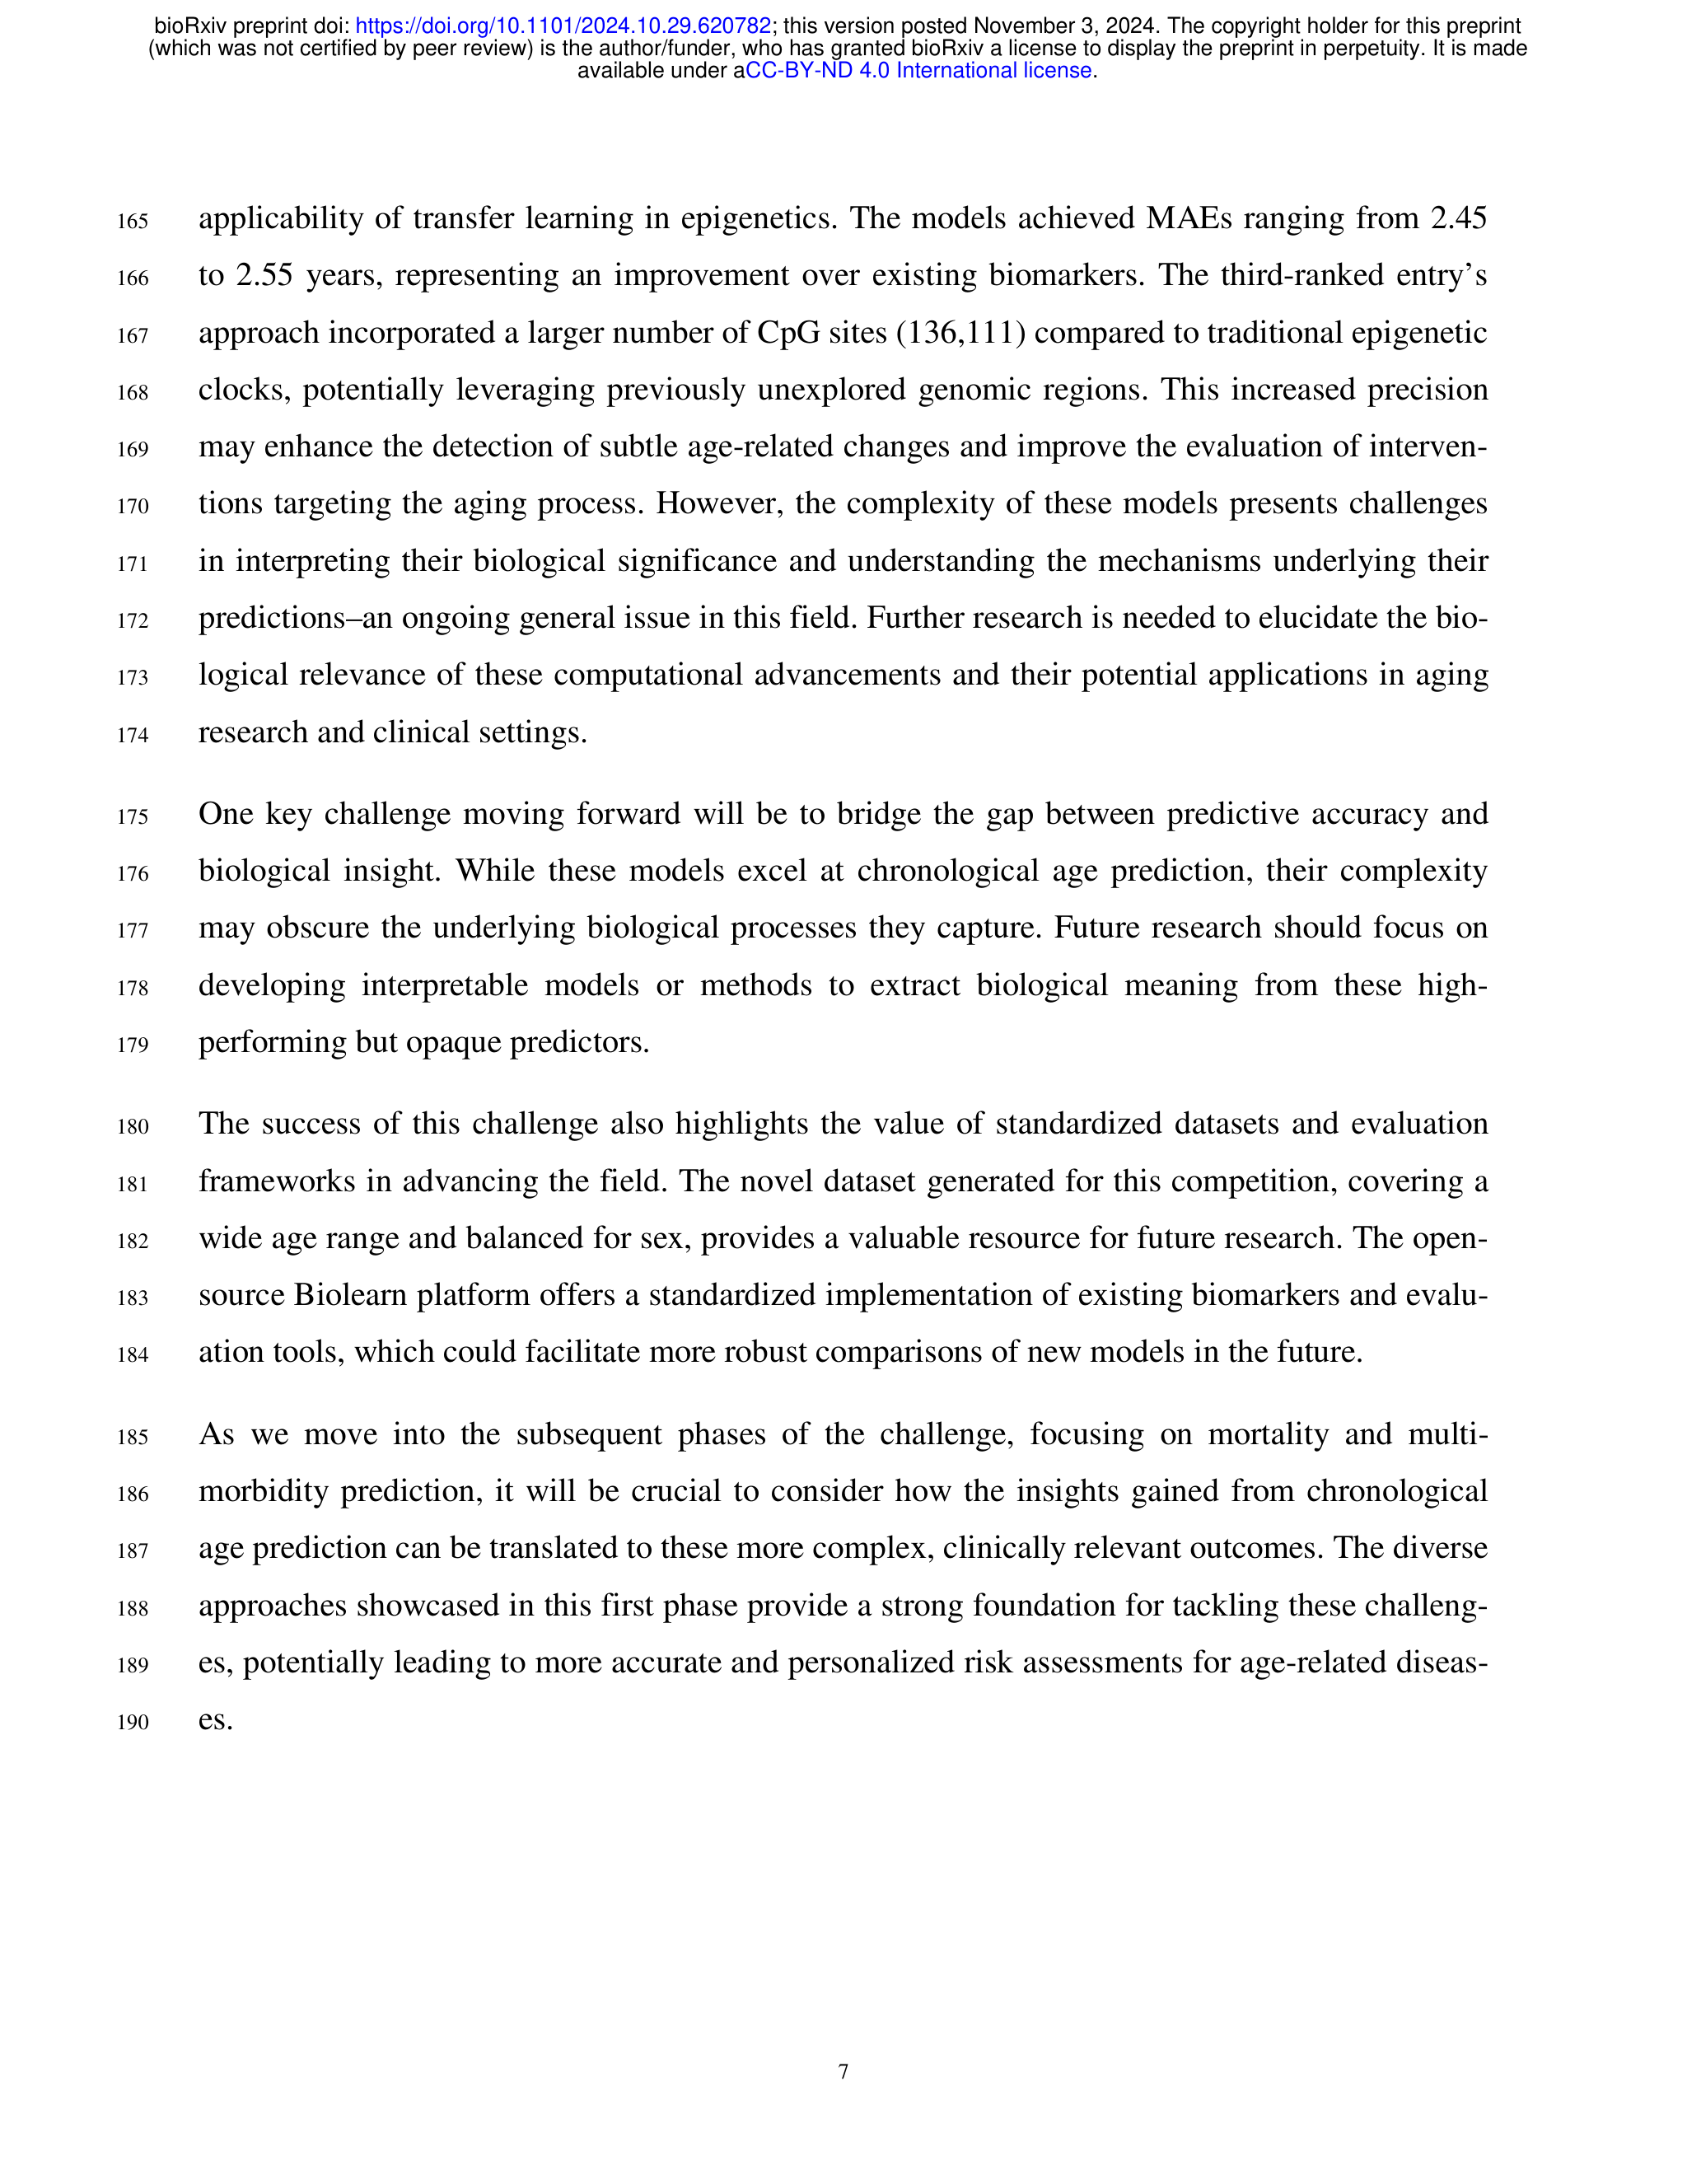 bioRxiv preprint doi: https://doi.org/10.1101/2024.10.29.620782; this version posted November 3, 2024. The copyright holder for this preprint
(which was not certified by peer review) is the author/funder, who has granted bioRxiv a license to display the preprint in perpetuity. It is made
available under aCC-BY-ND 4.0 International license.
165 applicability of transfer learning in epigenetics. The models achieved MAEs ranging from 2.45
166 to 2.55 years, representing an improvement over existing biomarkers. The third-ranked entry’s
167 approach incorporated a larger number of CpG sites (136,111) compared to traditional epigenetic
168 clocks, potentially leveraging previously unexplored genomic regions. This increased precision
169 may enhance the detection of subtle age-related changes and improve the evaluation of interven-
170 tions targeting the aging process. However, the complexity of these models presents challenges
171 in interpreting their biological significance and understanding the mechanisms underlying their
172 predictions–an ongoing general issue in this field. Further research is needed to elucidate the bio-
173 logical relevance of these computational advancements and their potential applications in aging
174 research and clinical settings.
175 One key challenge moving forward will be to bridge the gap between predictive accuracy and
176 biological insight. While these models excel at chronological age prediction, their complexity
177 may obscure the underlying biological processes they capture. Future research should focus on
178 developing interpretable models or methods to extract biological meaning from these high-
179 performing but opaque predictors.
180 The success of this challenge also highlights the value of standardized datasets and evaluation
181 frameworks in advancing the field. The novel dataset generated for this competition, covering a
182 wide age range and balanced for sex, provides a valuable resource for future research. The open-
183 source Biolearn platform offers a standardized implementation of existing biomarkers and evalu-
184 ation tools, which could facilitate more robust comparisons of new models in the future.
185 As we move into the subsequent phases of the challenge, focusing on mortality and multi-
186 morbidity prediction, it will be crucial to consider how the insights gained from chronological
187 age prediction can be translated to these more complex, clinically relevant outcomes. The diverse
188 approaches showcased in this first phase provide a strong foundation for tackling these challeng-
189 es, potentially leading to more accurate and personalized risk assessments for age-related diseas-
190 es.
7